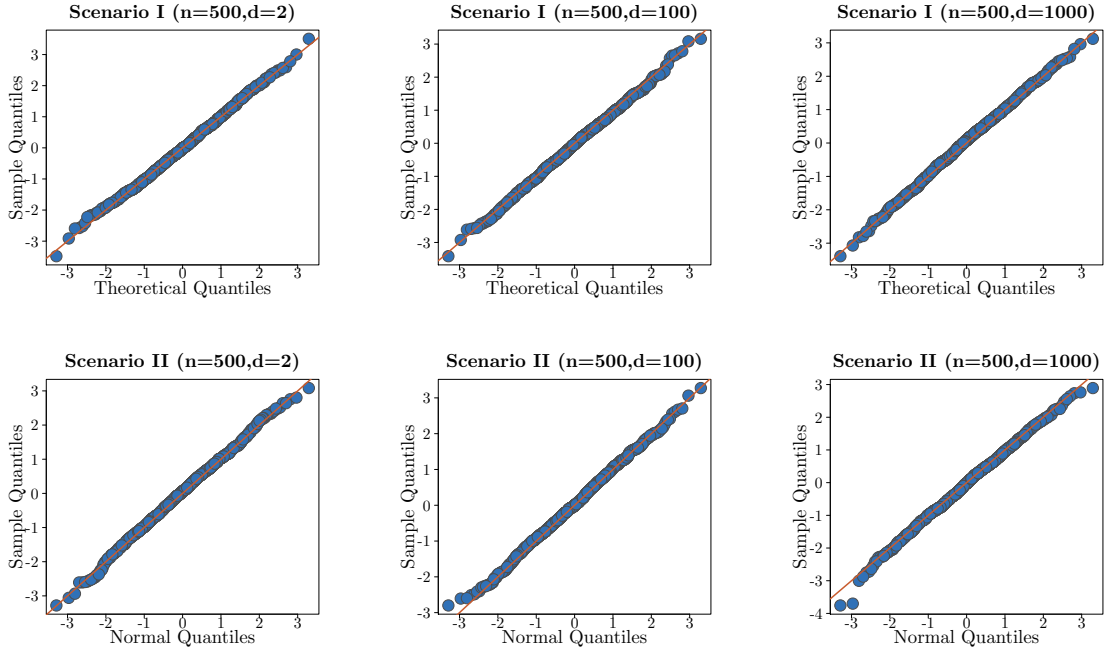 Scenario I (n=500,d=2)
Sample Quantiles
3
2
1
0
-1
-2
-3
-3 -2 -1 0 1 2 3
Theoretical Quantiles
Scenario I (n=500,d=100)
Sample Quantiles
3
2
1
0
-1
-2
-3
-3 -2 -1 0 1 2 3
Theoretical Quantiles
Scenario I (n=500,d=1000)
Sample Quantiles
3
2
1
0
-1
-2
-3
-3 -2 -1 0 1 2 3
Theoretical Quantiles
Scenario II (n=500,d=2)
Sample Quantiles
3
2
1
0
-1
-2
-3
-3 -2 -1 0 1 2 3
Normal Quantiles
Scenario II (n=500,d=100)
Sample Quantiles
3
2
1
0
-1
-2
-3
-3 -2 -1 0 1 2 3
Normal Quantiles
Scenario II (n=500,d=1000)
Sample Quantiles
3
2
1
0
-1
-2
-3
-4
-3 -2 -1 0 1 2 3
Normal Quantiles